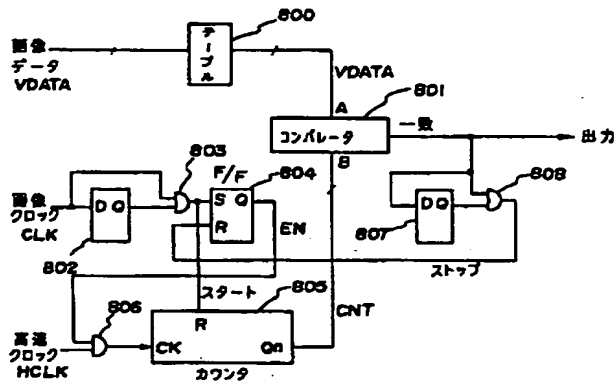 800
画像
データ
VDATA
テーブル
VDATA
801
A
コンパレータ
一致
出力
B
803
F/F
804
808
画像
クロック
CLK
D Q
S Q
R
EN
D Q
802
807
ストップ
スタート
805
806
CNT
高速
クロック
HCLK
R
CK
Qn
カウンタ